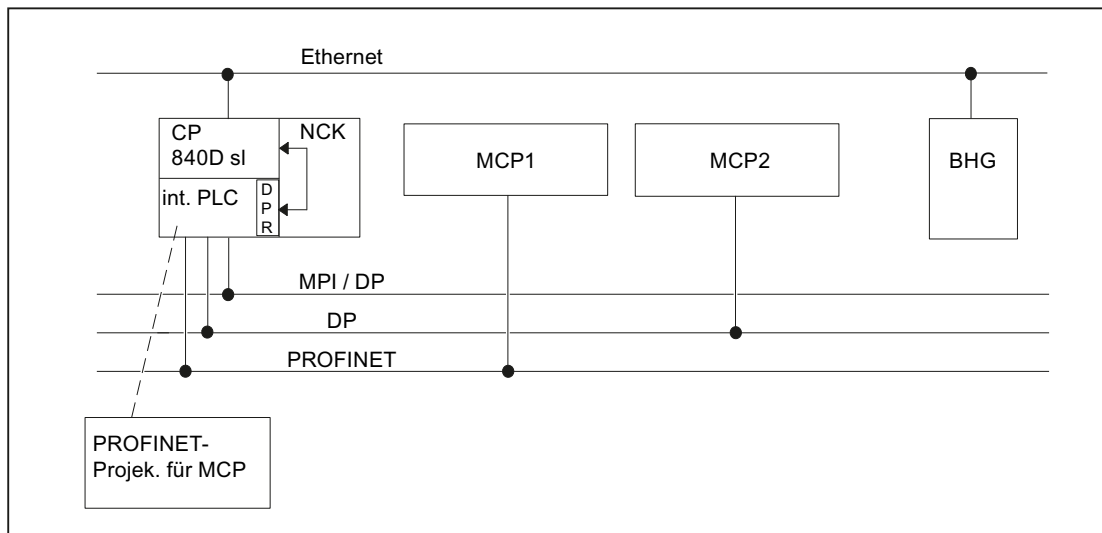 Ethernet
CP
840D sl
NCK
int. PLC
D
P
R
MCP1
MCP2
BHG
MPI / DP
DP
PROFINET
PROFINET-
Projek. für MCP